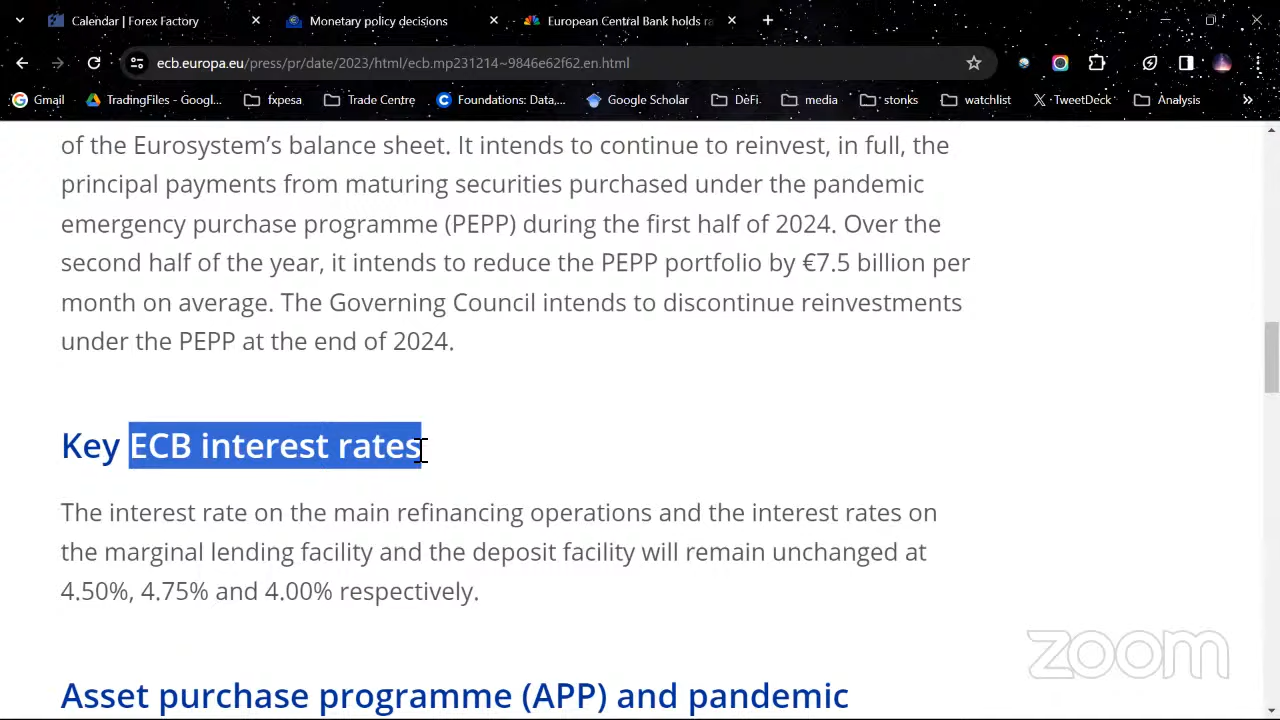 Calendar | Forex Factory
Monetary policy decisions
European Central Bank holds ra
ecb.europa.eu/press/pr/date/2023/html/ecb.mp231214~9846e62f62.en.html
Gmail
TradingFiles - Googl...
fxpesa
Trade Centre
Foundations: Data,...
Google Scholar
DeFi
media
stonks
watchlist
TweetDeck
Analysis
of the Eurosystem’s balance sheet. It intends to continue to reinvest, in full, the
principal payments from maturing securities purchased under the pandemic
emergency purchase programme (PEPP) during the first half of 2024. Over the
second half of the year, it intends to reduce the PEPP portfolio by €7.5 billion per
month on average. The Governing Council intends to discontinue reinvestments
under the PEPP at the end of 2024.
Key ECB interest rates
The interest rate on the main refinancing operations and the interest rates on
the marginal lending facility and the deposit facility will remain unchanged at
4.50%, 4.75% and 4.00% respectively.
zoom
Asset purchase programme (APP) and pandemic